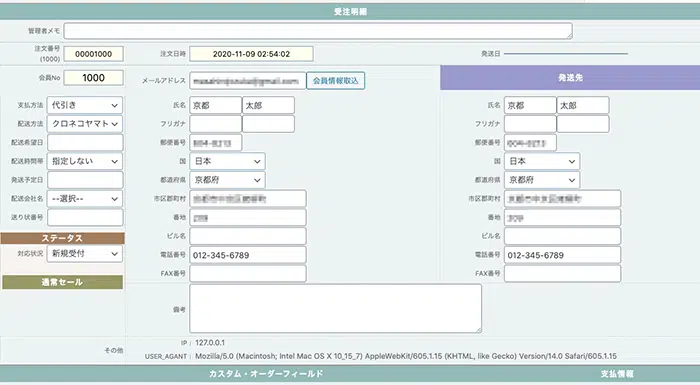 受注明細
管理者メモ
注文番号 (1000) 00001000 注文日時 2020-11-09 02:54:02 発送日
会員No 1000 メールアドレス 会員情報取込 発送先
支払方法 代引き 氏名 京都 太郎 氏名 京都 太郎
配送方法 クロネコヤマト フリガナ フリガナ
配送希望日 郵便番号 郵便番号
配送時間帯 指定しない 国 日本 国 日本
発送予定日 都道府県 京都府 都道府県 京都府
配送会社名 --選択-- 市区郡町村 市区郡町村
送り状番号 番地 番地
ステータス ビル名 ビル名
対応状況 新規受付 電話番号 012-345-6789 電話番号 012-345-6789
FAX番号 FAX番号
通常セール
備考
その他 IP : 127.0.0.1
USER_AGANT : Mozilla/5.0 (Macintosh; Intel Mac OS X 10_15_7) AppleWebKit/605.1.15 (KHTML, like Gecko) Version/14.0 Safari/605.1.15
カスタム・オーダーフィールド 支払情報